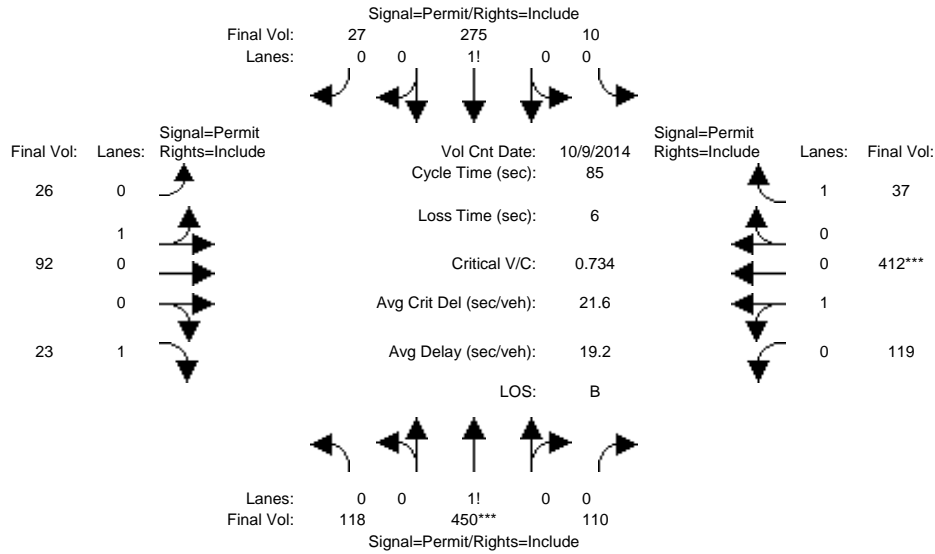 Signal=Permit/Rights=Include
Final Vol: 27 275 10
Lanes: 0 0 1! 0 0
Signal=Permit
Final Vol: Lanes: Rights=Include
Vol Cnt Date: 10/9/2014
Signal=Permit
Rights=Include Lanes: Final Vol:
Cycle Time (sec): 85
26 0
1 37
Loss Time (sec): 6
1
0
92 0
Critical V/C: 0.734
0 412***
0
Avg Crit Del (sec/veh): 21.6
1
23 1
Avg Delay (sec/veh): 19.2
0 119
LOS: B
Lanes: 0 0 1! 0 0
Final Vol: 118 450*** 110
Signal=Permit/Rights=Include